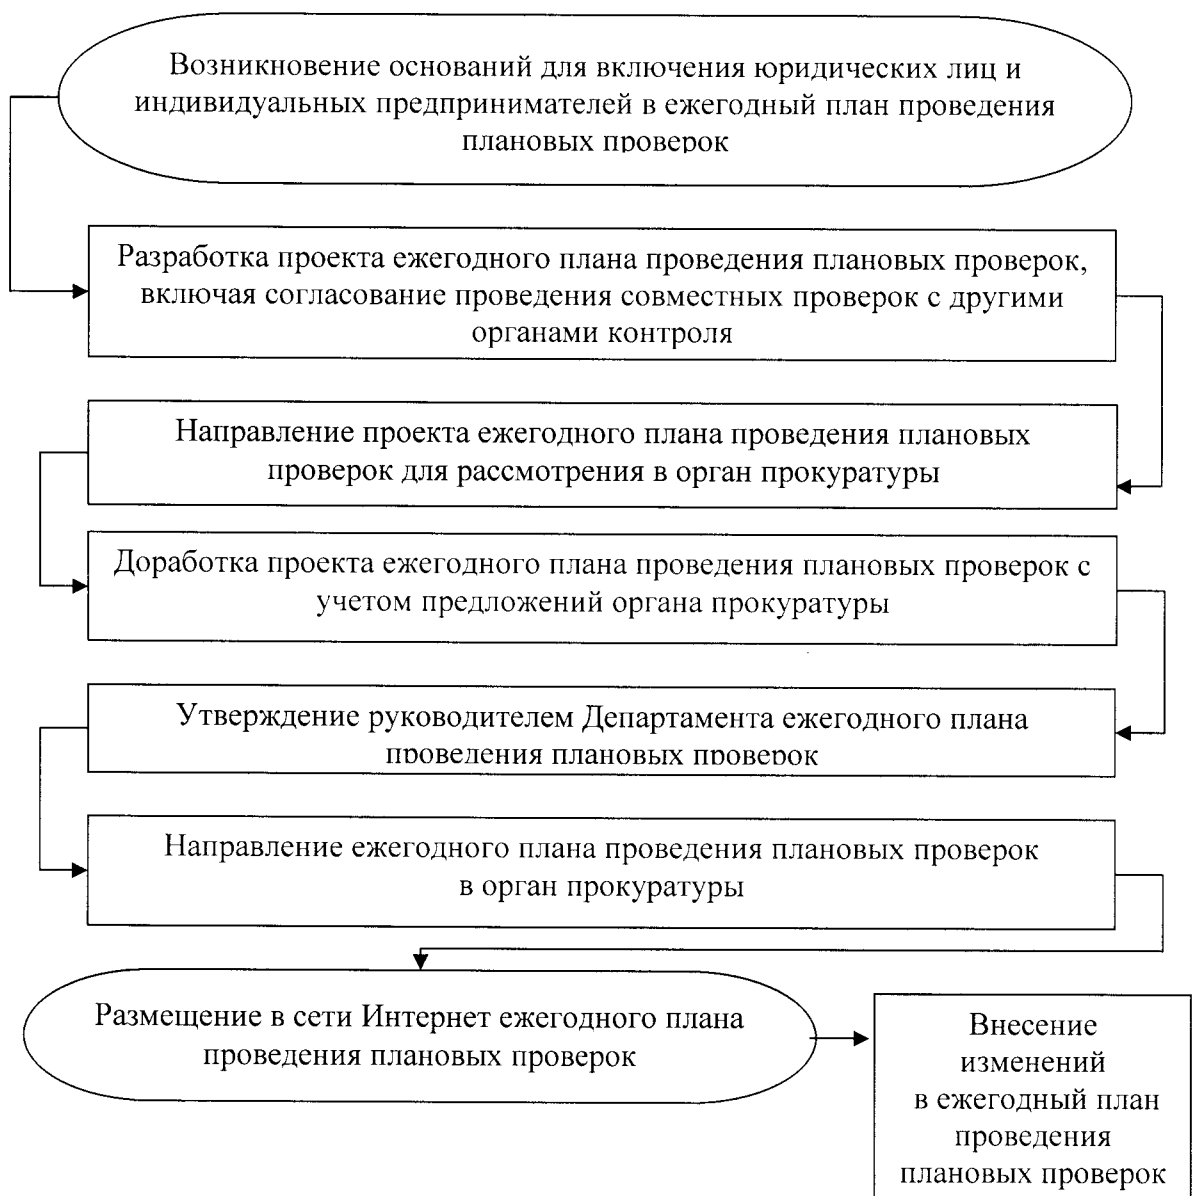 Возникновение оснований для включения юридических лиц и
индивидуальных предпринимателей в ежегодный план проведения
плановых проверок
Разработка проекта ежегодного плана проведения плановых проверок,
включая согласование проведения совместных проверок с другими
органами контроля
Направление проекта ежегодного плана проведения плановых
проверок для рассмотрения в орган прокуратуры
Доработка проекта ежегодного плана проведения плановых проверок с
учетом предложений органа прокуратуры
Утверждение руководителем Департамента ежегодного плана
проведения плановых проверок
Направление ежегодного плана проведения плановых проверок
в орган прокуратуры
Размещение в сети Интернет ежегодного плана
проведения плановых проверок
Внесение
изменений
в ежегодный план
проведения
плановых проверок